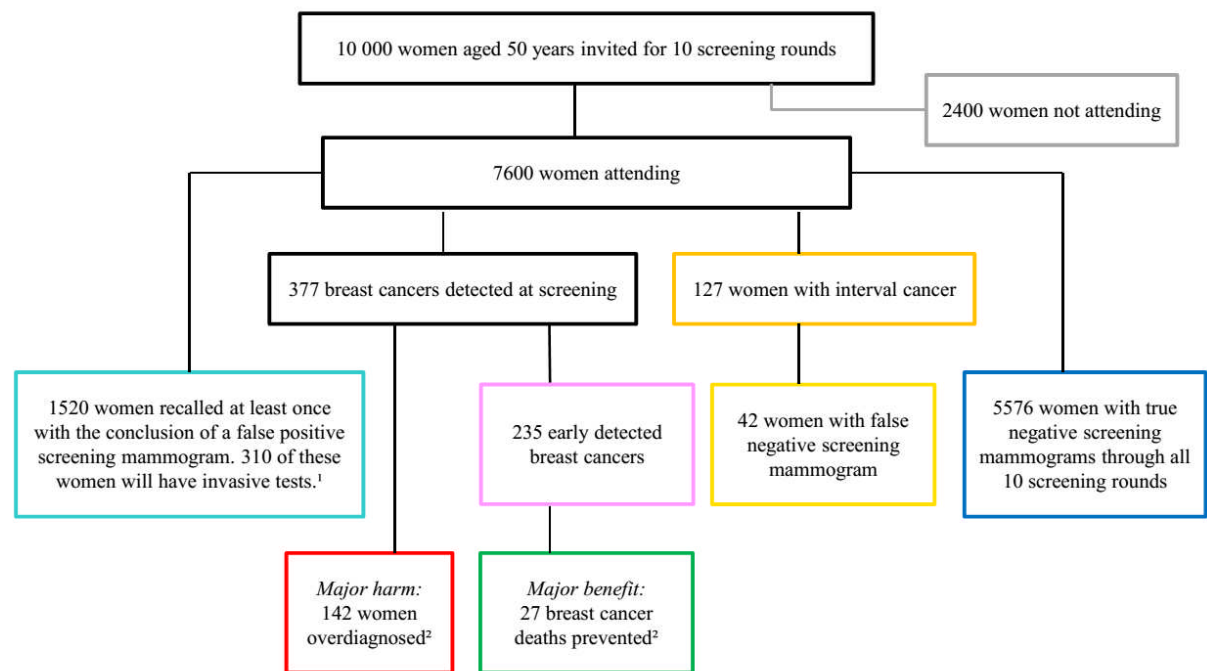 10 000 women aged 50 years invited for 10 screening rounds
2400 women not attending
7600 women attending
377 breast cancers detected at screening
127 women with interval cancer
1520 women recalled at least once
with the conclusion of a false positive
screening mammogram. 310 of these
women will have invasive tests.¹
235 early detected
breast cancers
42 women with false
negative screening
mammogram
5576 women with true
negative screening
mammograms through all
10 screening rounds
Major harm:
142 women
overdiagnosed²
Major benefit:
27 breast cancer
deaths prevented²